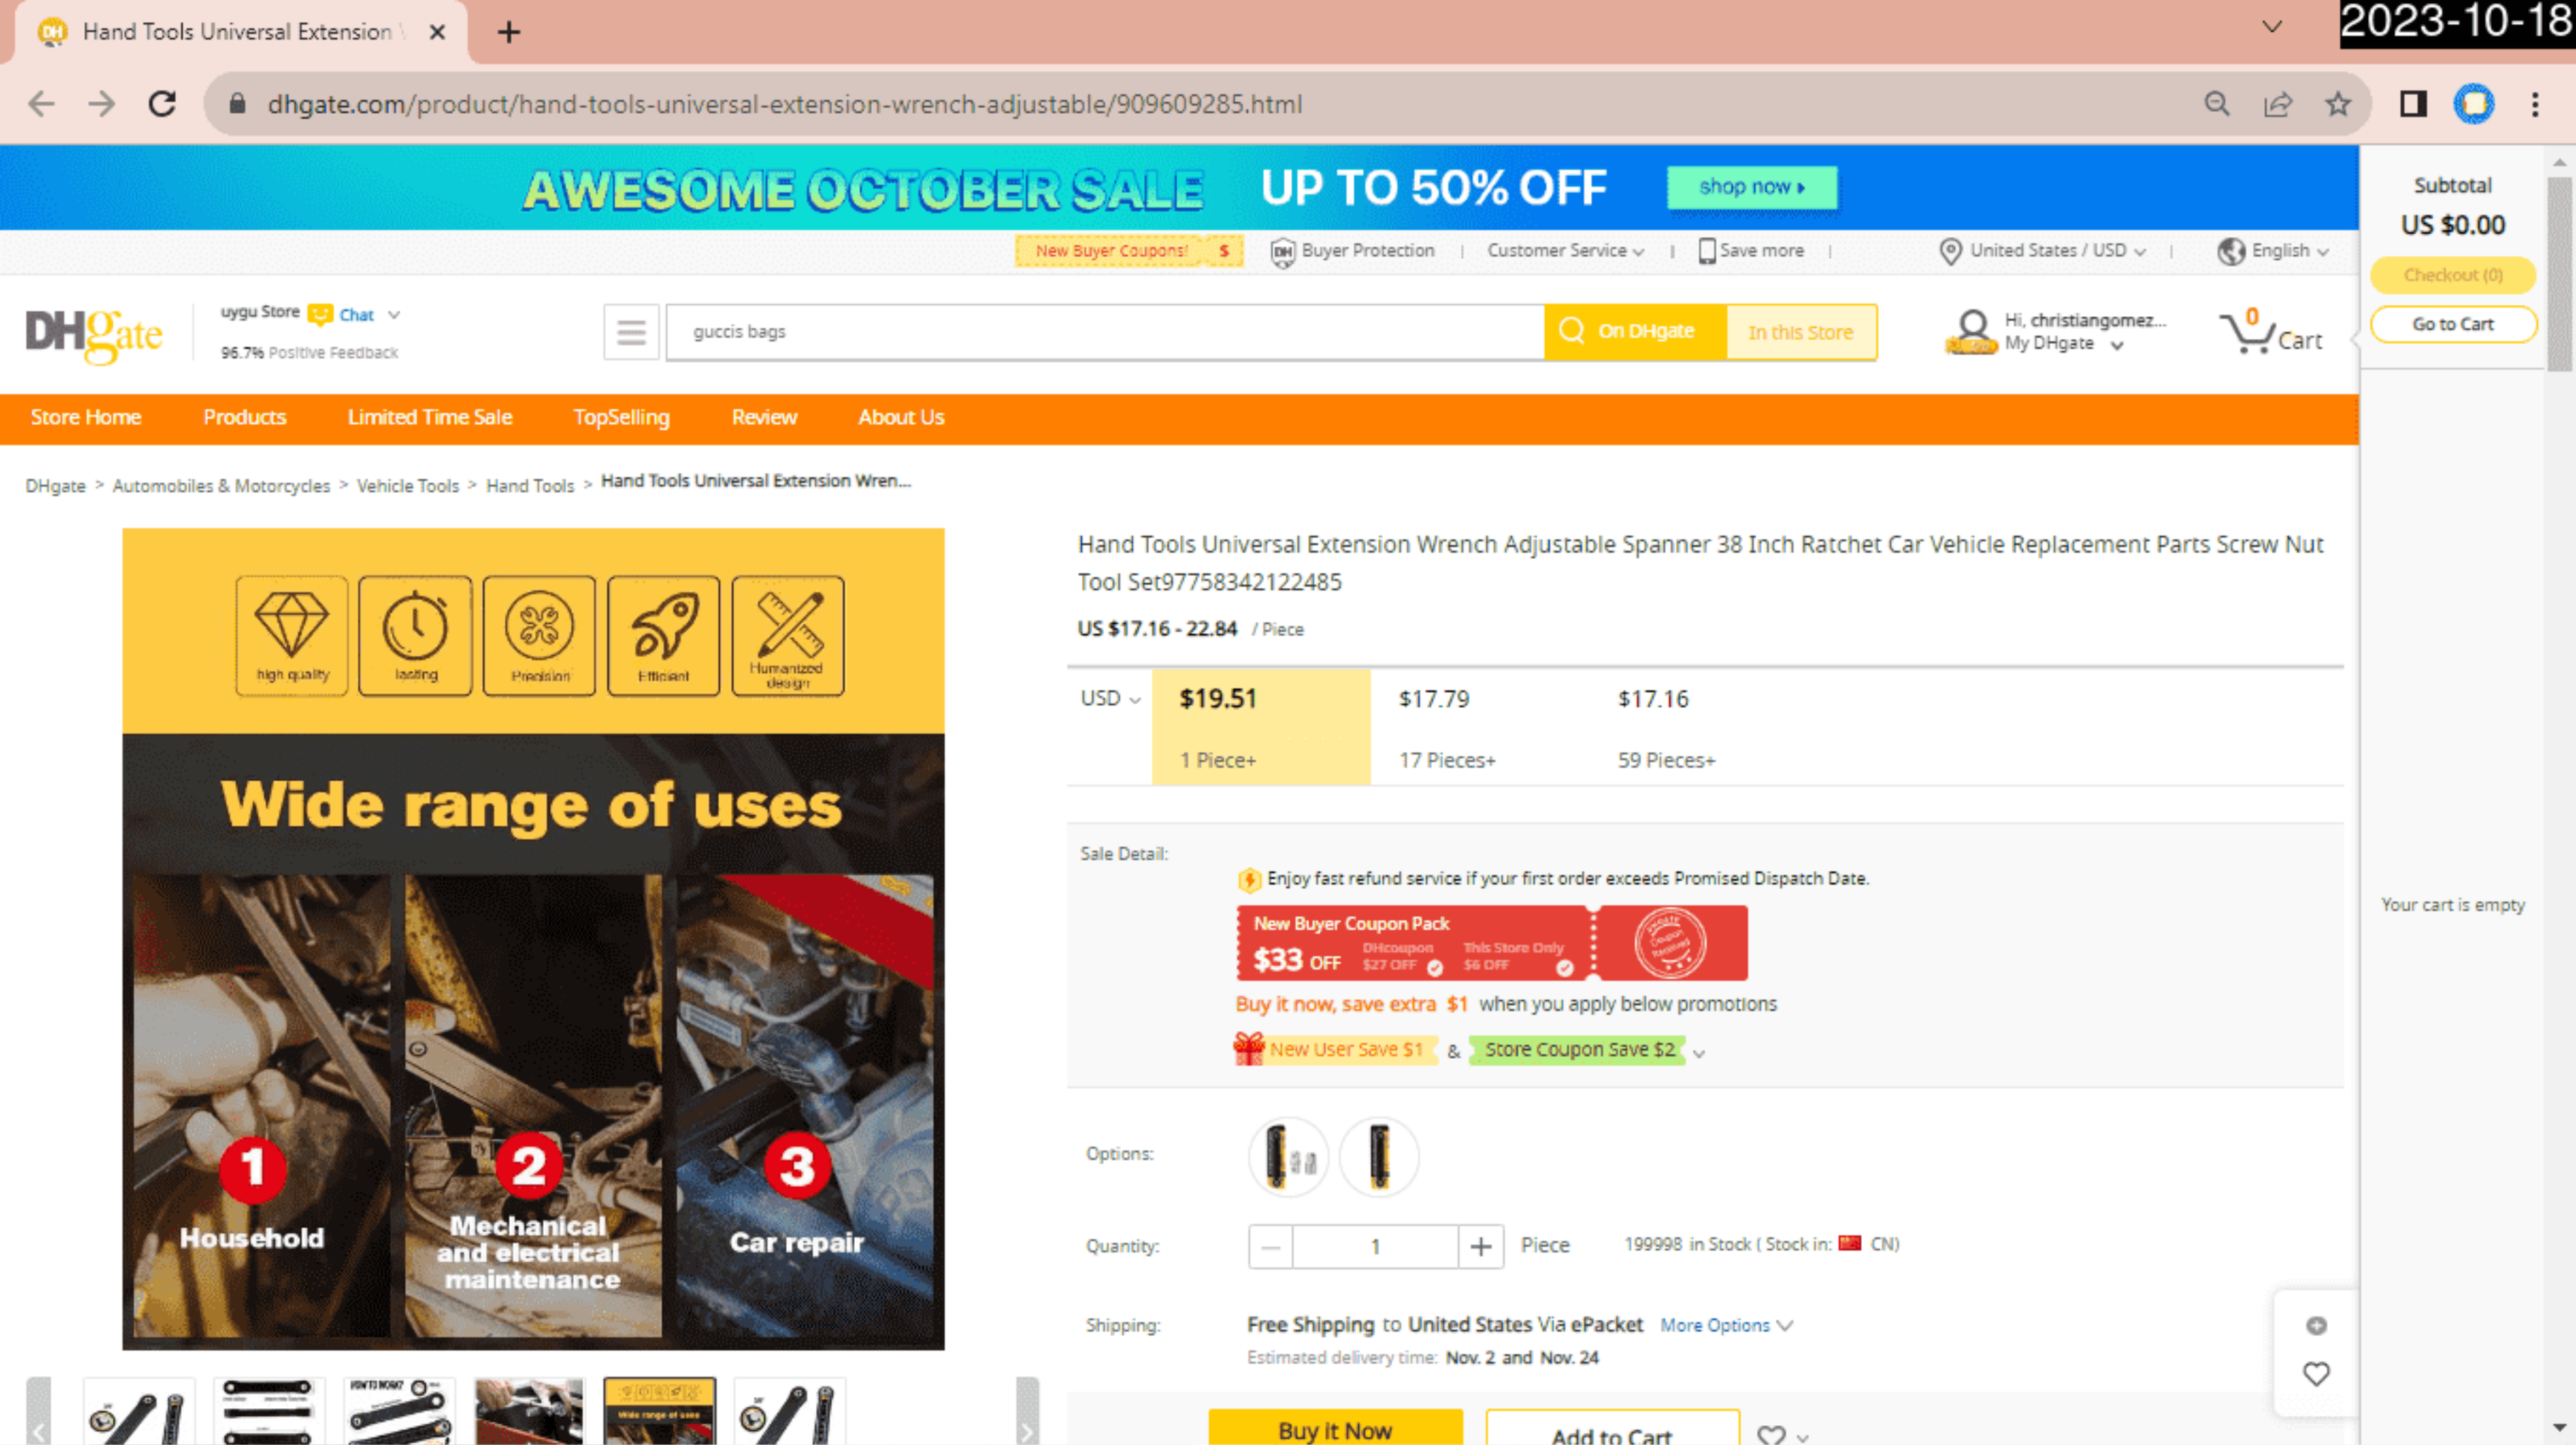 Hand Tools Universal Extension
2023-10-18
dhgate.com/product/hand-tools-universal-extension-wrench-adjustable/909609285.html
AWESOME OCTOBER SALE UP TO 50% OFF shop now
New Buyer Coupons! $ Buyer Protection | Customer Service | Save more | United States / USD | English
Subtotal
US $0.00
Checkout (0)
Go to Cart
DHgate
uygu Store Chat
96.7% Positive Feedback
guccis bags
On DHgate
In this Store
Hi, christiangomez...
My DHgate
0
Cart
Store Home Products Limited Time Sale TopSelling Review About Us
DHgate > Automobiles & Motorcycles > Vehicle Tools > Hand Tools > Hand Tools Universal Extension Wren...
high quality
lasting
Precision
Efficient
Humanized
design
Wide range of uses
1
Household
2
Mechanical
and electrical
maintenance
3
Car repair
HOW TO WORK?
Wide range of uses
Hand Tools Universal Extension Wrench Adjustable Spanner 38 Inch Ratchet Car Vehicle Replacement Parts Screw Nut
Tool Set97758342122485
US $17.16 - 22.84 / Piece
USD $19.51 $17.79 $17.16
1 Piece+ 17 Pieces+ 59 Pieces+
Sale Detail:
Enjoy fast refund service if your first order exceeds Promised Dispatch Date.
New Buyer Coupon Pack
$33 OFF
DHcoupon
$27 OFF
This Store Only
$6 OFF
Coupon
Received
Buy it now, save extra $1 when you apply below promotions
New User Save $1 & Store Coupon Save $2
Your cart is empty
Options:
Quantity: − 1 + Piece 199998 in Stock ( Stock in: CN)
Shipping: Free Shipping to United States Via ePacket More Options
Estimated delivery time: Nov. 2 and Nov. 24
Buy it Now
Add to Cart